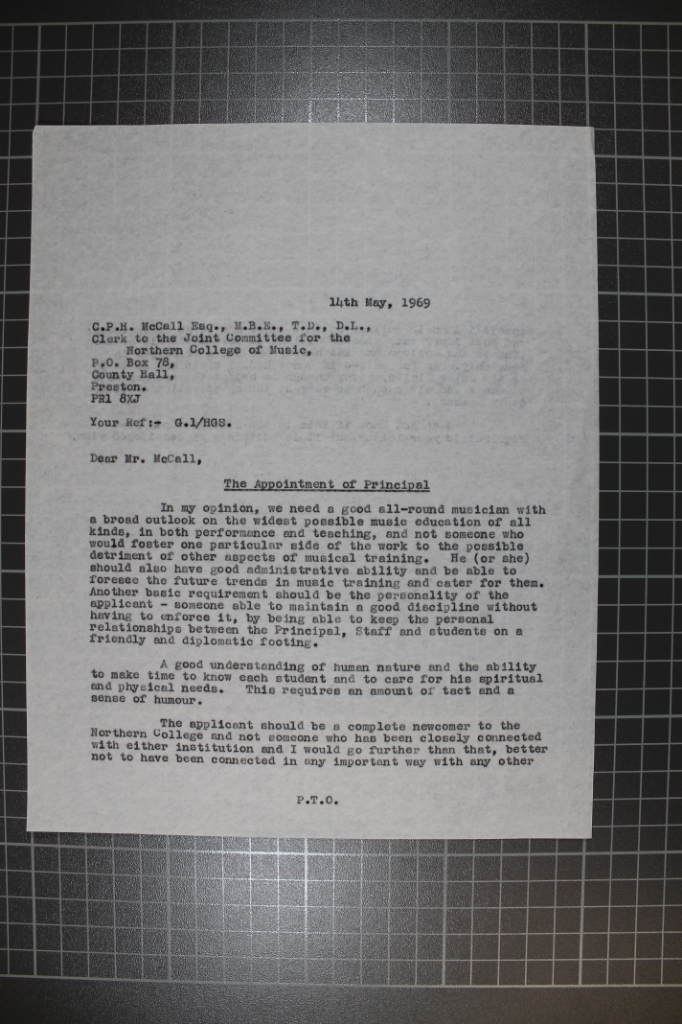 14th May, 1969
C.P.H. McCall Esq., M.B.E., T.D., D.L.,
Clerk to the Joint Committee for the
Northern College of Music,
P.O. Box 78,
County Hall,
Preston.
PR1 8XJ
Your Ref:- G.1/HGS.
Dear Mr. McCall,
The Appointment of Principal
In my opinion, we need a good all-round musician with
a broad outlook on the widest possible music education of all
kinds, in both performance and teaching, and not someone who
would foster one particular side of the work to the possible
detriment of other aspects of musical training. He (or she)
should also have good administrative ability and be able to
foresee the future trends in music training and cater for them.
Another basic requirement should be the personality of the
applicant - someone able to maintain a good discipline without
having to enforce it, by being able to keep the personal
relationships between the Principal, Staff and students on a
friendly and diplomatic footing.
A good understanding of human nature and the ability
to make time to know each student and to care for his spiritual
and physical needs. This requires an amount of tact and a
sense of humour.
The applicant should be a complete newcomer to the
Northern College and not someone who has been closely connected
with either institution and I would go further than that, better
not to have been connected in any important way with any other
P.T.O.